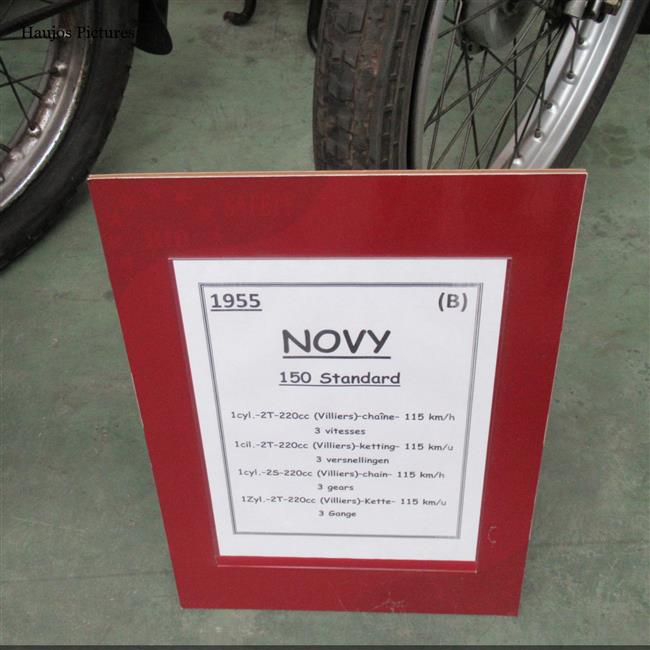 Haujos Pictures
1955 (B)
NOVY
150 Standard
1cyl.-2T-220cc (Villiers)-chaîne- 115 km/h
3 vitesses
1cil.-2T-220cc (Villiers)-ketting- 115 km/u
3 versnellingen
1cyl.-2S-220cc (Villiers)-chain- 115 km/h
3 gears
1Zyl.-2T-220cc (Villiers)-Kette- 115 km/u
3 Gange